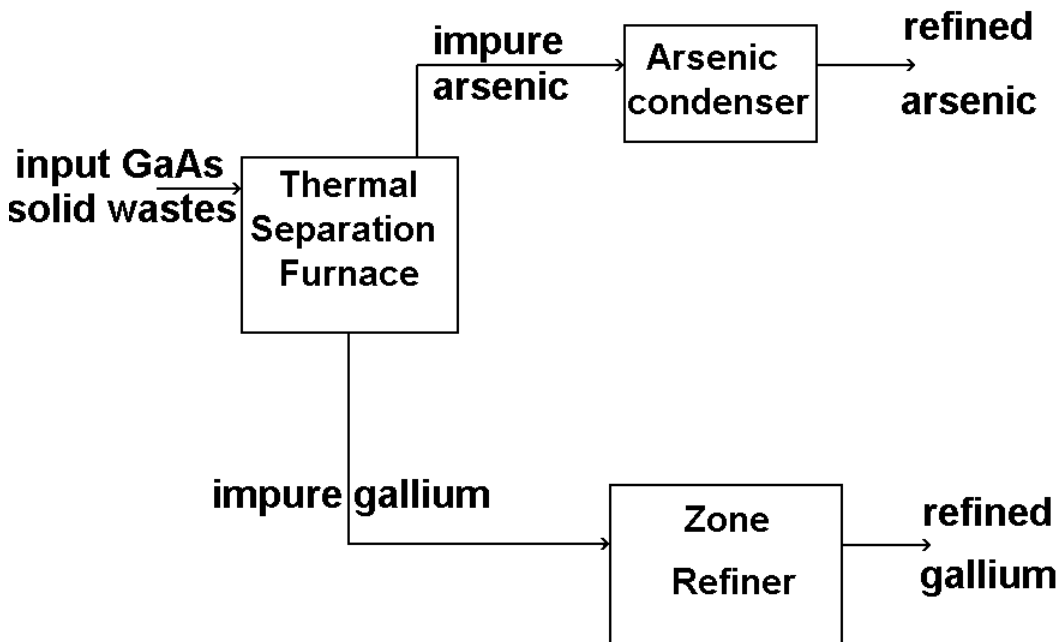 impure
arsenic
Arsenic
condenser
refined
arsenic
input GaAs
solid wastes
Thermal
Separation
Furnace
impure gallium
Zone
Refiner
refined
gallium